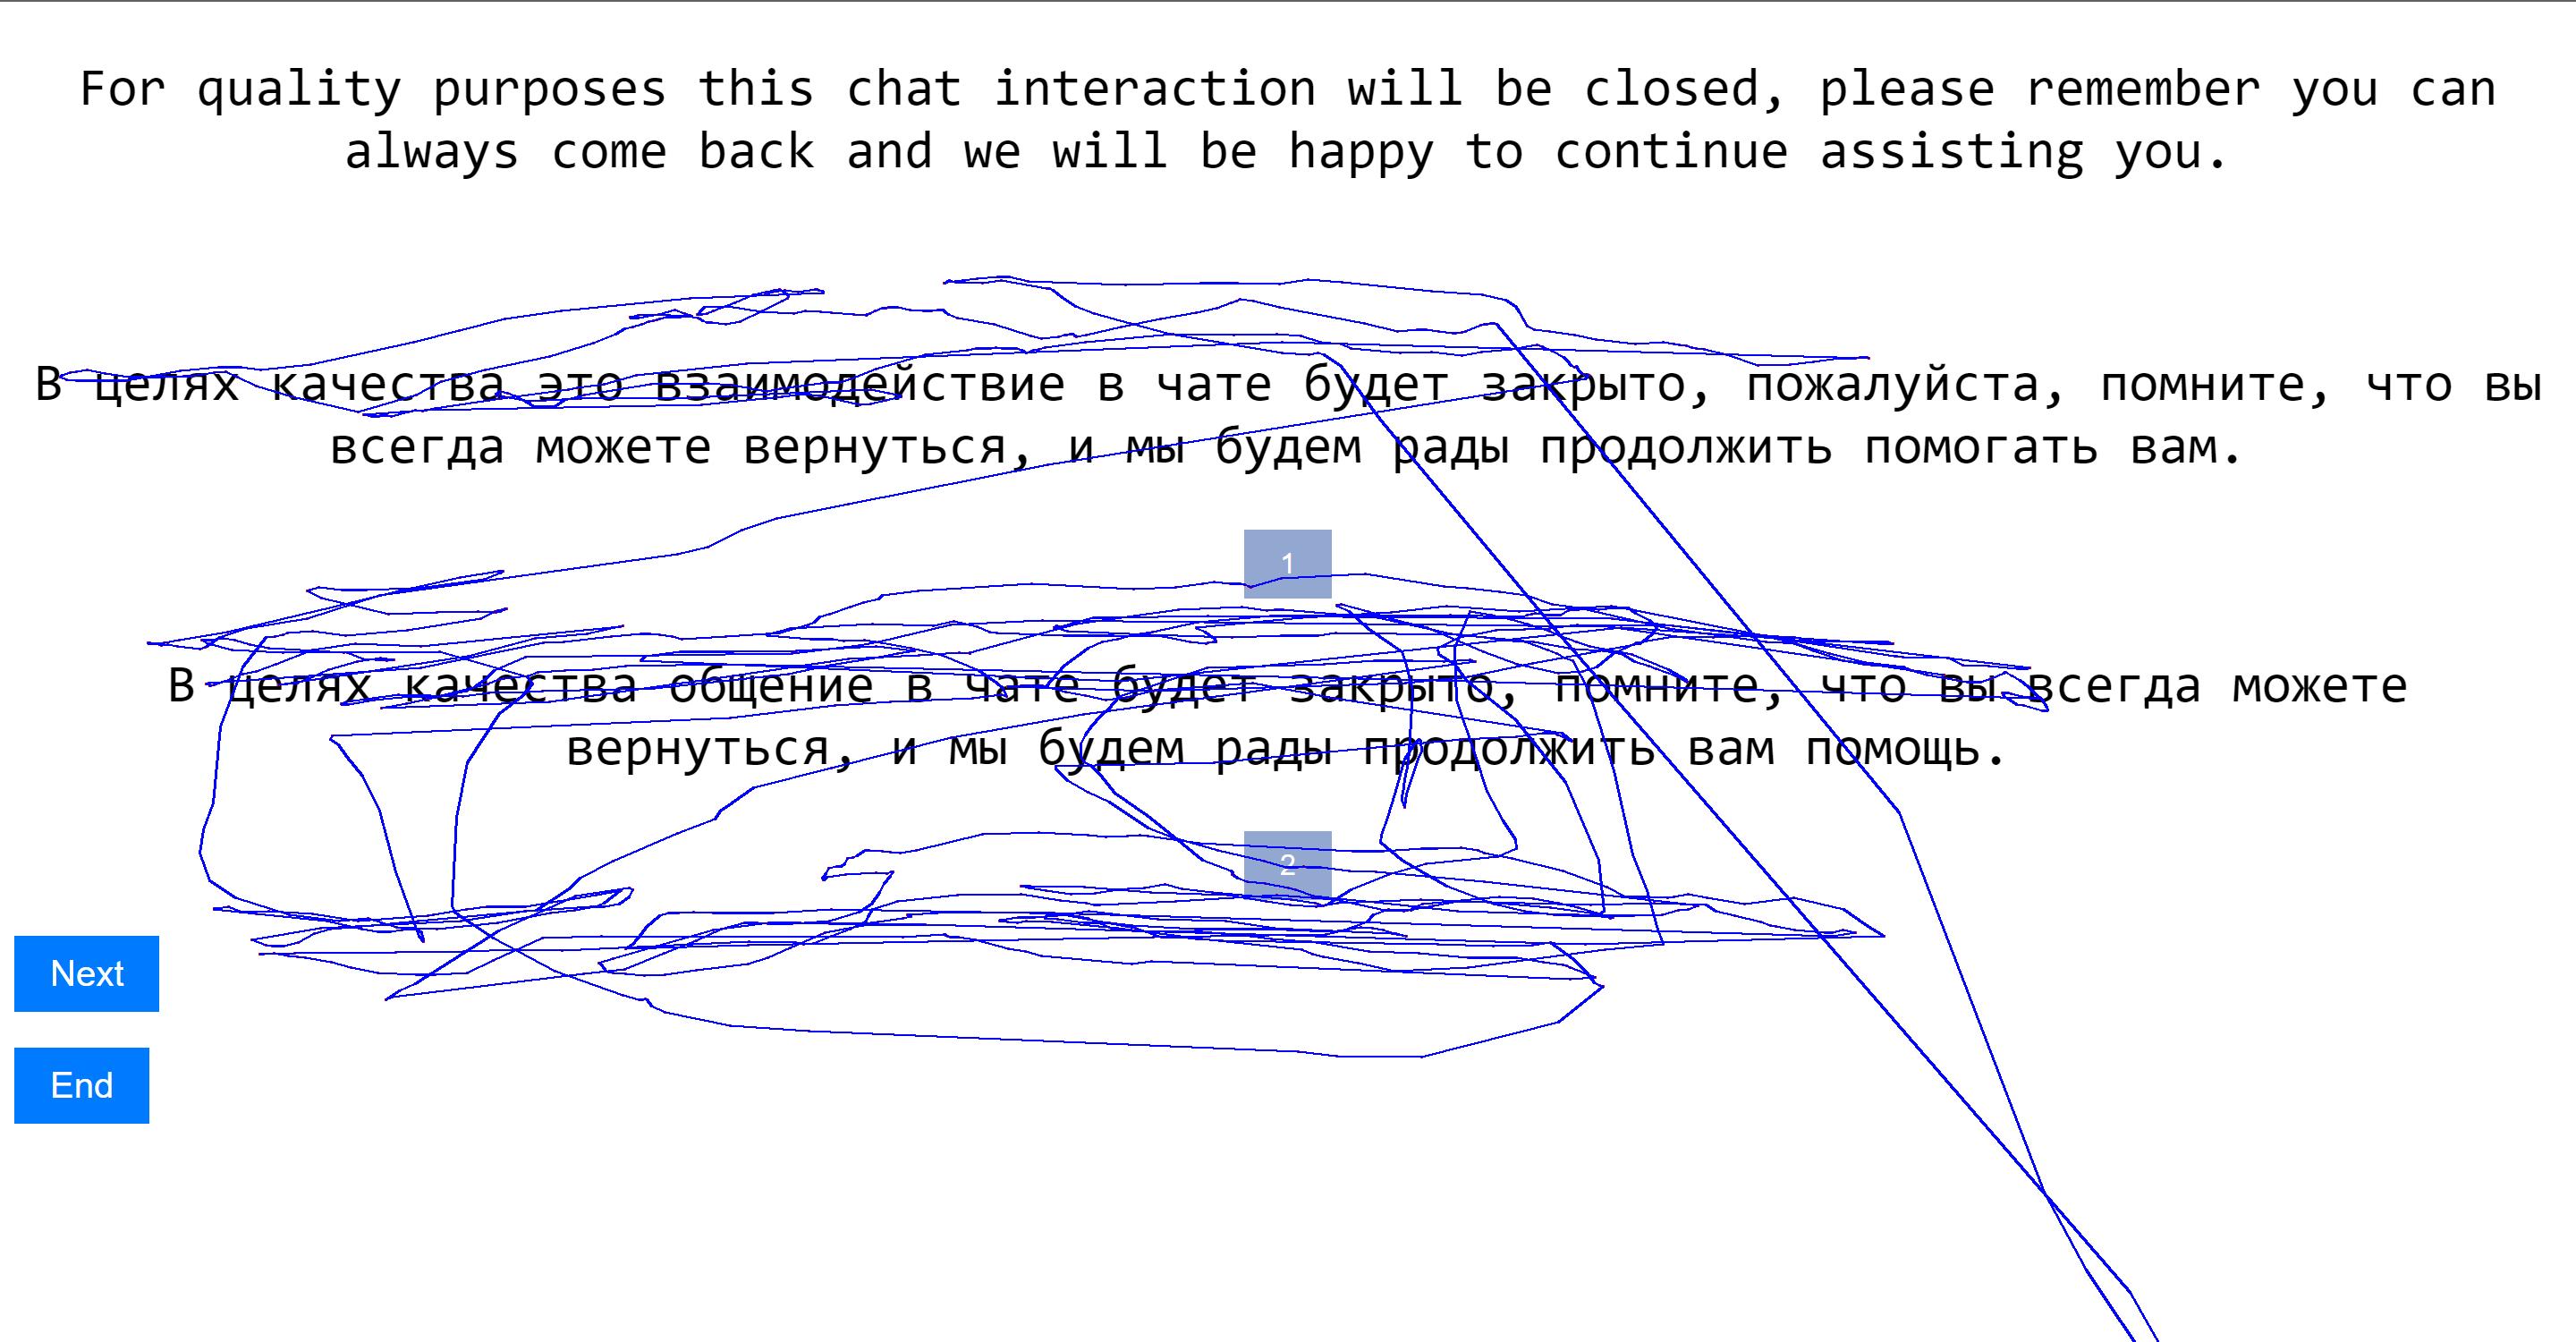 For quality purposes this chat interaction will be closed, please remember you can
always come back and we will be happy to continue assisting you.
В целях качества это взаимодействие в чате будет закрыто, пожалуйста, помните, что вы
всегда можете вернуться, и мы будем рады продолжить помогать вам.
1
В целях качества общение в чате будет закрыто, помните, что вы всегда можете
вернуться, и мы будем рады продолжить вам помощь.
2
Next
End